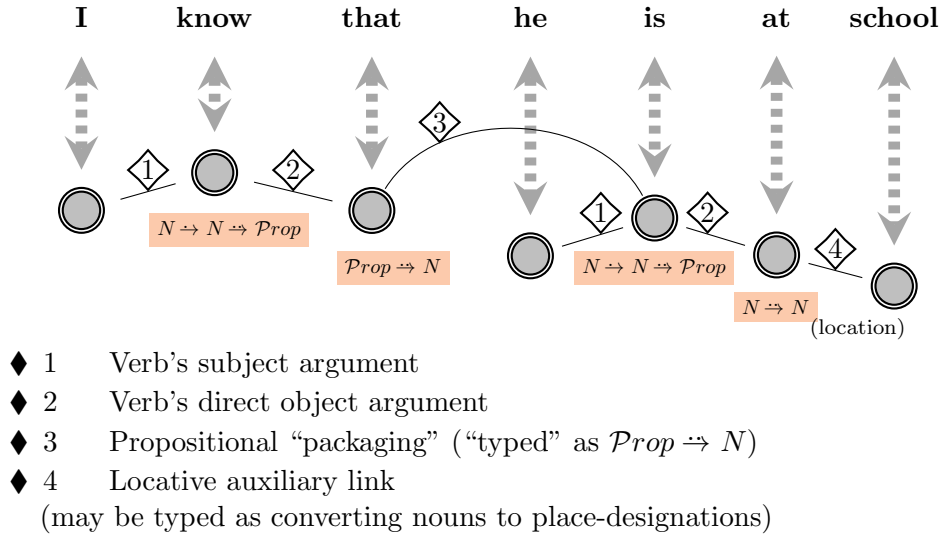 I know that he is at school
3
1 2 1 2 4
N ⇢ N ⇢ 𝒫rop N ⇢ N ⇢ 𝒫rop
𝒫rop ⇢ N
N ⇢ N
(location)
♦ 1 Verb's subject argument
♦ 2 Verb's direct object argument
♦ 3 Propositional “packaging” (“typed” as 𝒫rop ⇢ N)
♦ 4 Locative auxiliary link
(may be typed as converting nouns to place-designations)